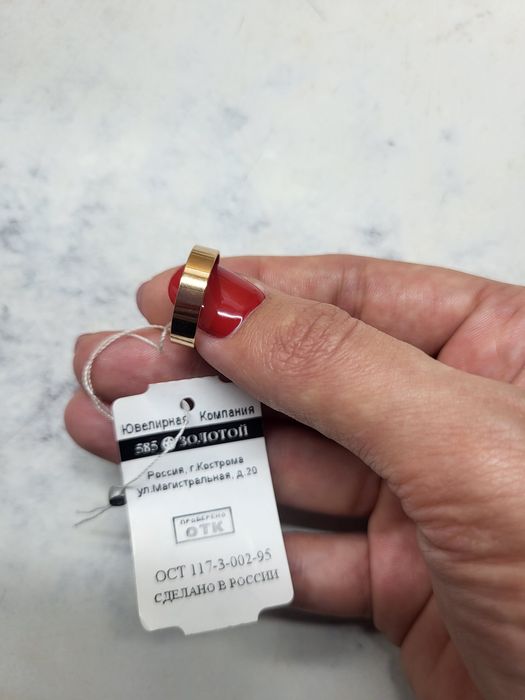 Ювелирная Компания
585 ЗОЛОТОЙ
Россия, г.Кострома
ул.Магистральная, д.20
ПРОВЕРЕНО
ОТК
ОСТ 117-3-002-95
СДЕЛАНО В РОССИИ